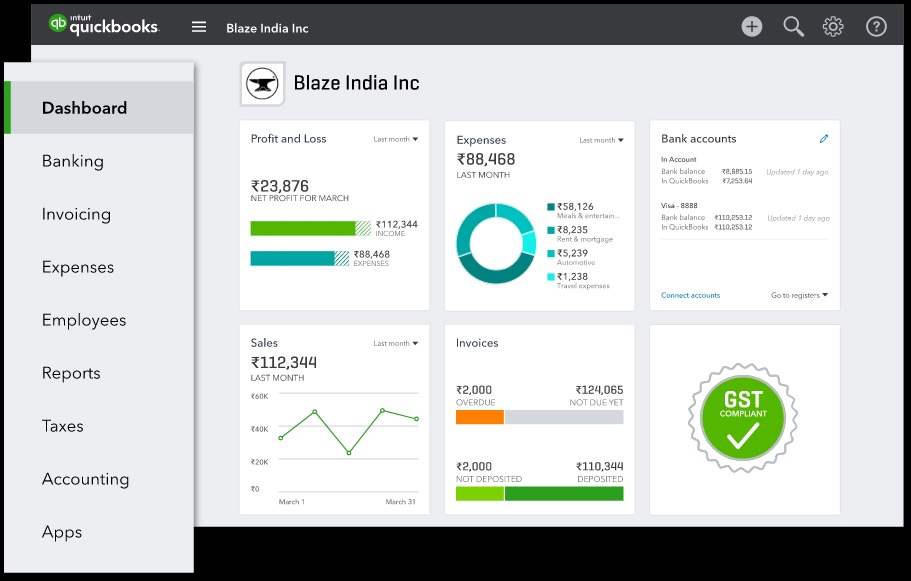 intuit
quickbooks.
Blaze India Inc
Dashboard
Banking
Invoicing
Expenses
Employees
Reports
Taxes
Accounting
Apps
Blaze India Inc
Profit and Loss
Last month
₹23,876
NET PROFIT FOR MARCH
₹112,344
INCOME
₹88,468
EXPENSES
Expenses
Last month
₹88,468
LAST MONTH
₹58,126
Meals & entertain...
₹8,235
Rent & mortgage
₹5,239
Automotive
₹1,238
Travel expenses
Bank accounts
In Account
Bank balance ₹8,685.15 Updated 1 day ago
In QuickBooks ₹7,253.64
Visa - 8888
Bank balance ₹110,253.12 Updated 1 day ago
In QuickBooks ₹110,253.12
Connect accounts
Go to registers
Sales
Last month
₹112,344
LAST MONTH
₹60K
₹40K
₹20K
₹0
March 1
March 31
Invoices
₹2,000 ₹124,065
OVERDUE NOT DUE YET
₹2,000 ₹110,344
NOT DEPOSITED DEPOSITED
GST
COMPLIANT